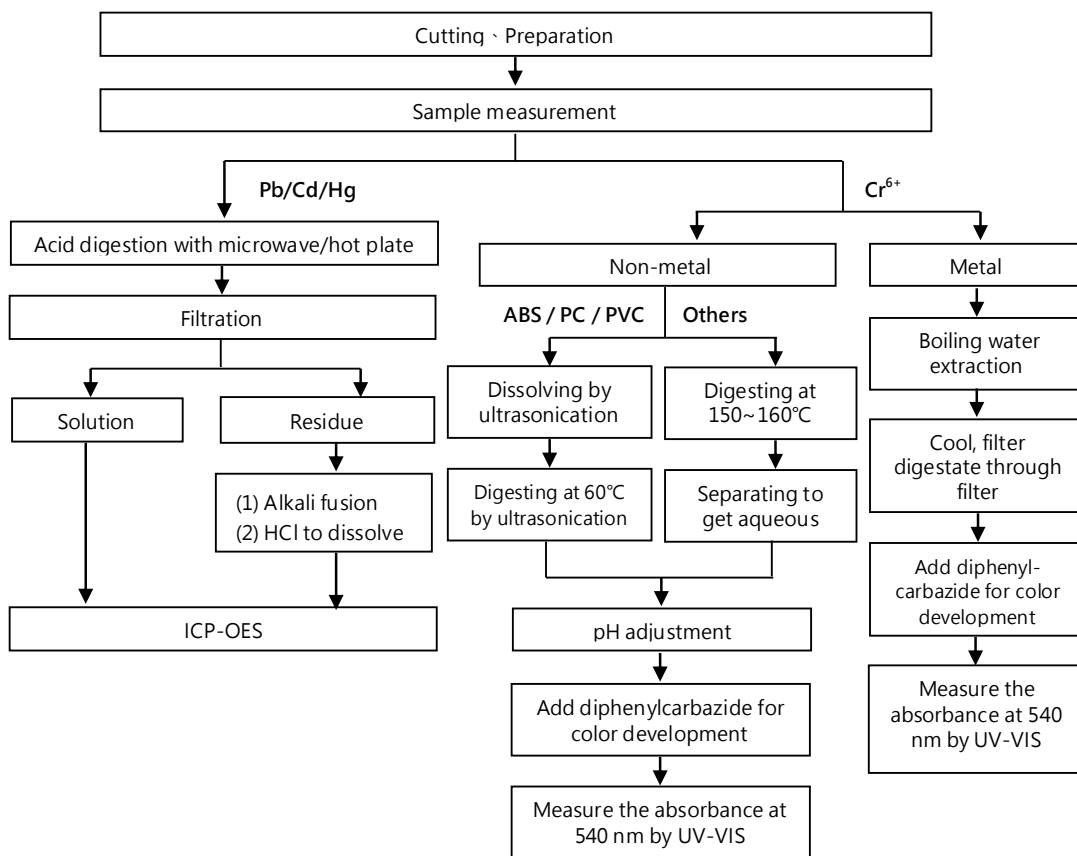 Cutting、Preparation
Sample measurement
Pb/Cd/Hg
Cr⁶⁺
Acid digestion with microwave/hot plate
Non-metal
Metal
Filtration
ABS / PC / PVC
Others
Boiling water
extraction
Solution
Residue
Dissolving by
ultrasonication
Digesting at
150~160℃
Cool, filter
digestate through
filter
(1) Alkali fusion
(2) HCl to dissolve
Digesting at 60℃
by ultrasonication
Separating to
get aqueous
Add diphenyl-
carbazide for color
development
ICP-OES
pH adjustment
Measure the
absorbance at 540
nm by UV-VIS
Add diphenylcarbazide for
color development
Measure the absorbance at
540 nm by UV-VIS